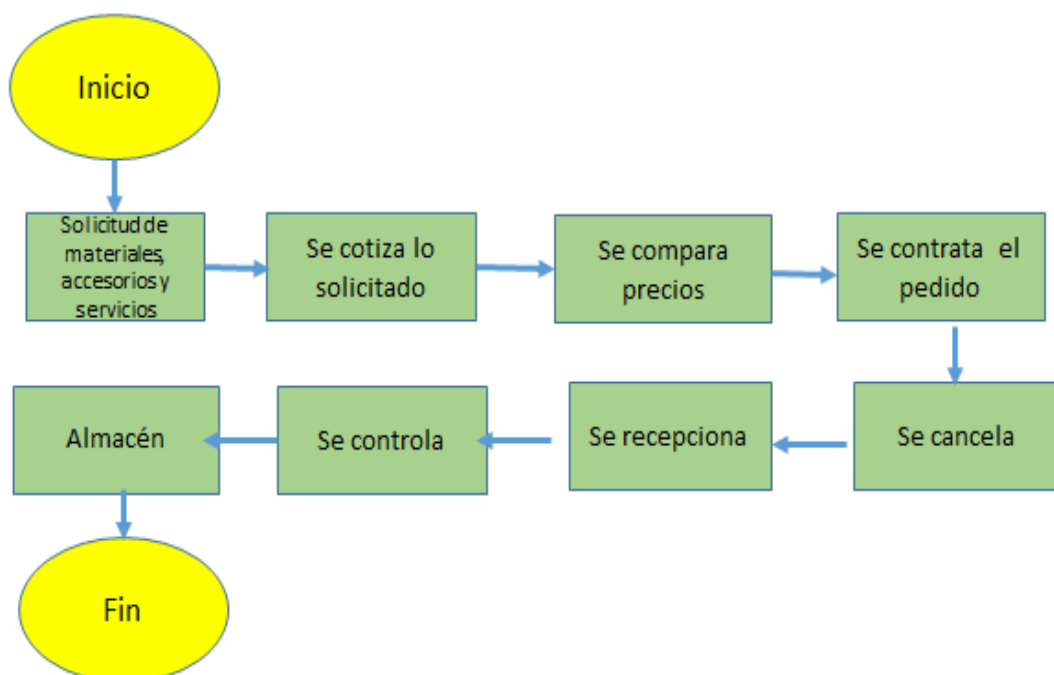 Inicio
Solicitud de
materiales,
accesorios y
servicios
Se cotiza lo
solicitado
Se compara
precios
Se contrata el
pedido
Se cancela
Se recepciona
Se controla
Almacén
Fin